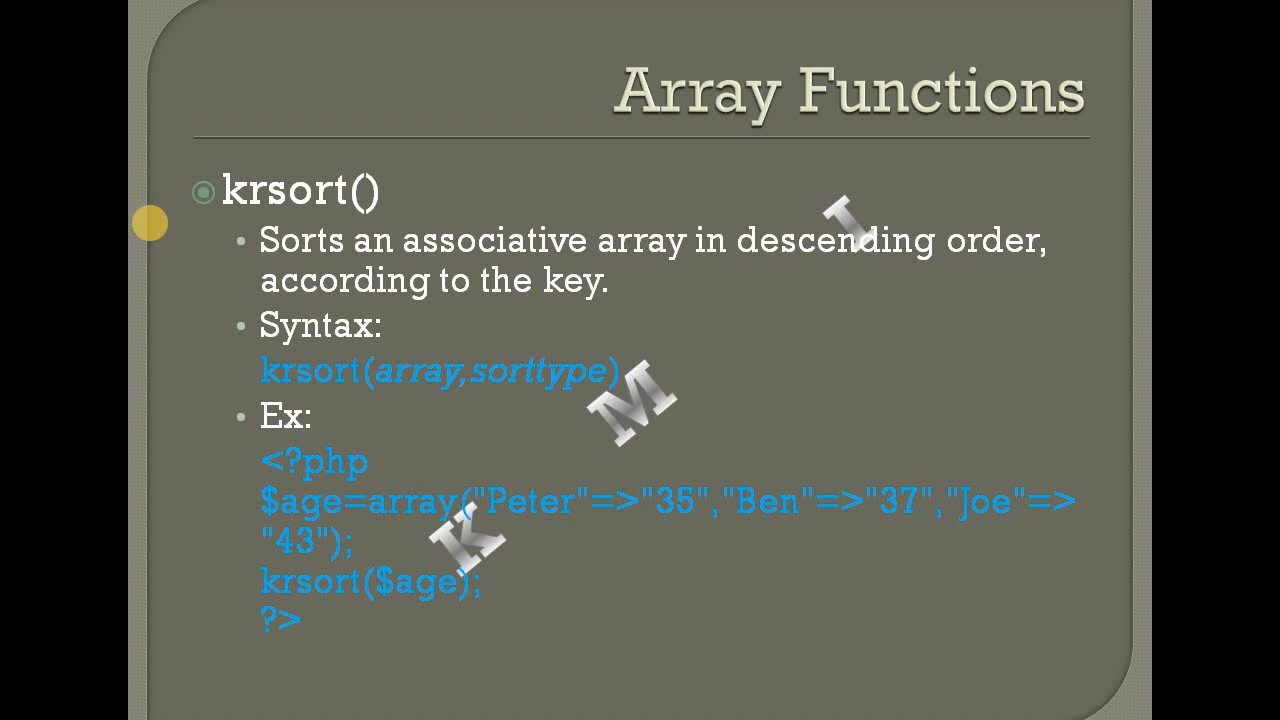 Array Functions
krsort()
Sorts an associative array in descending order,
according to the key.
Syntax:
krsort(array,sorttype)
Ex:
<?php
$age=array("Peter"=>"35","Ben"=>"37","Joe"=>
"43");
krsort($age);
?>
K M I